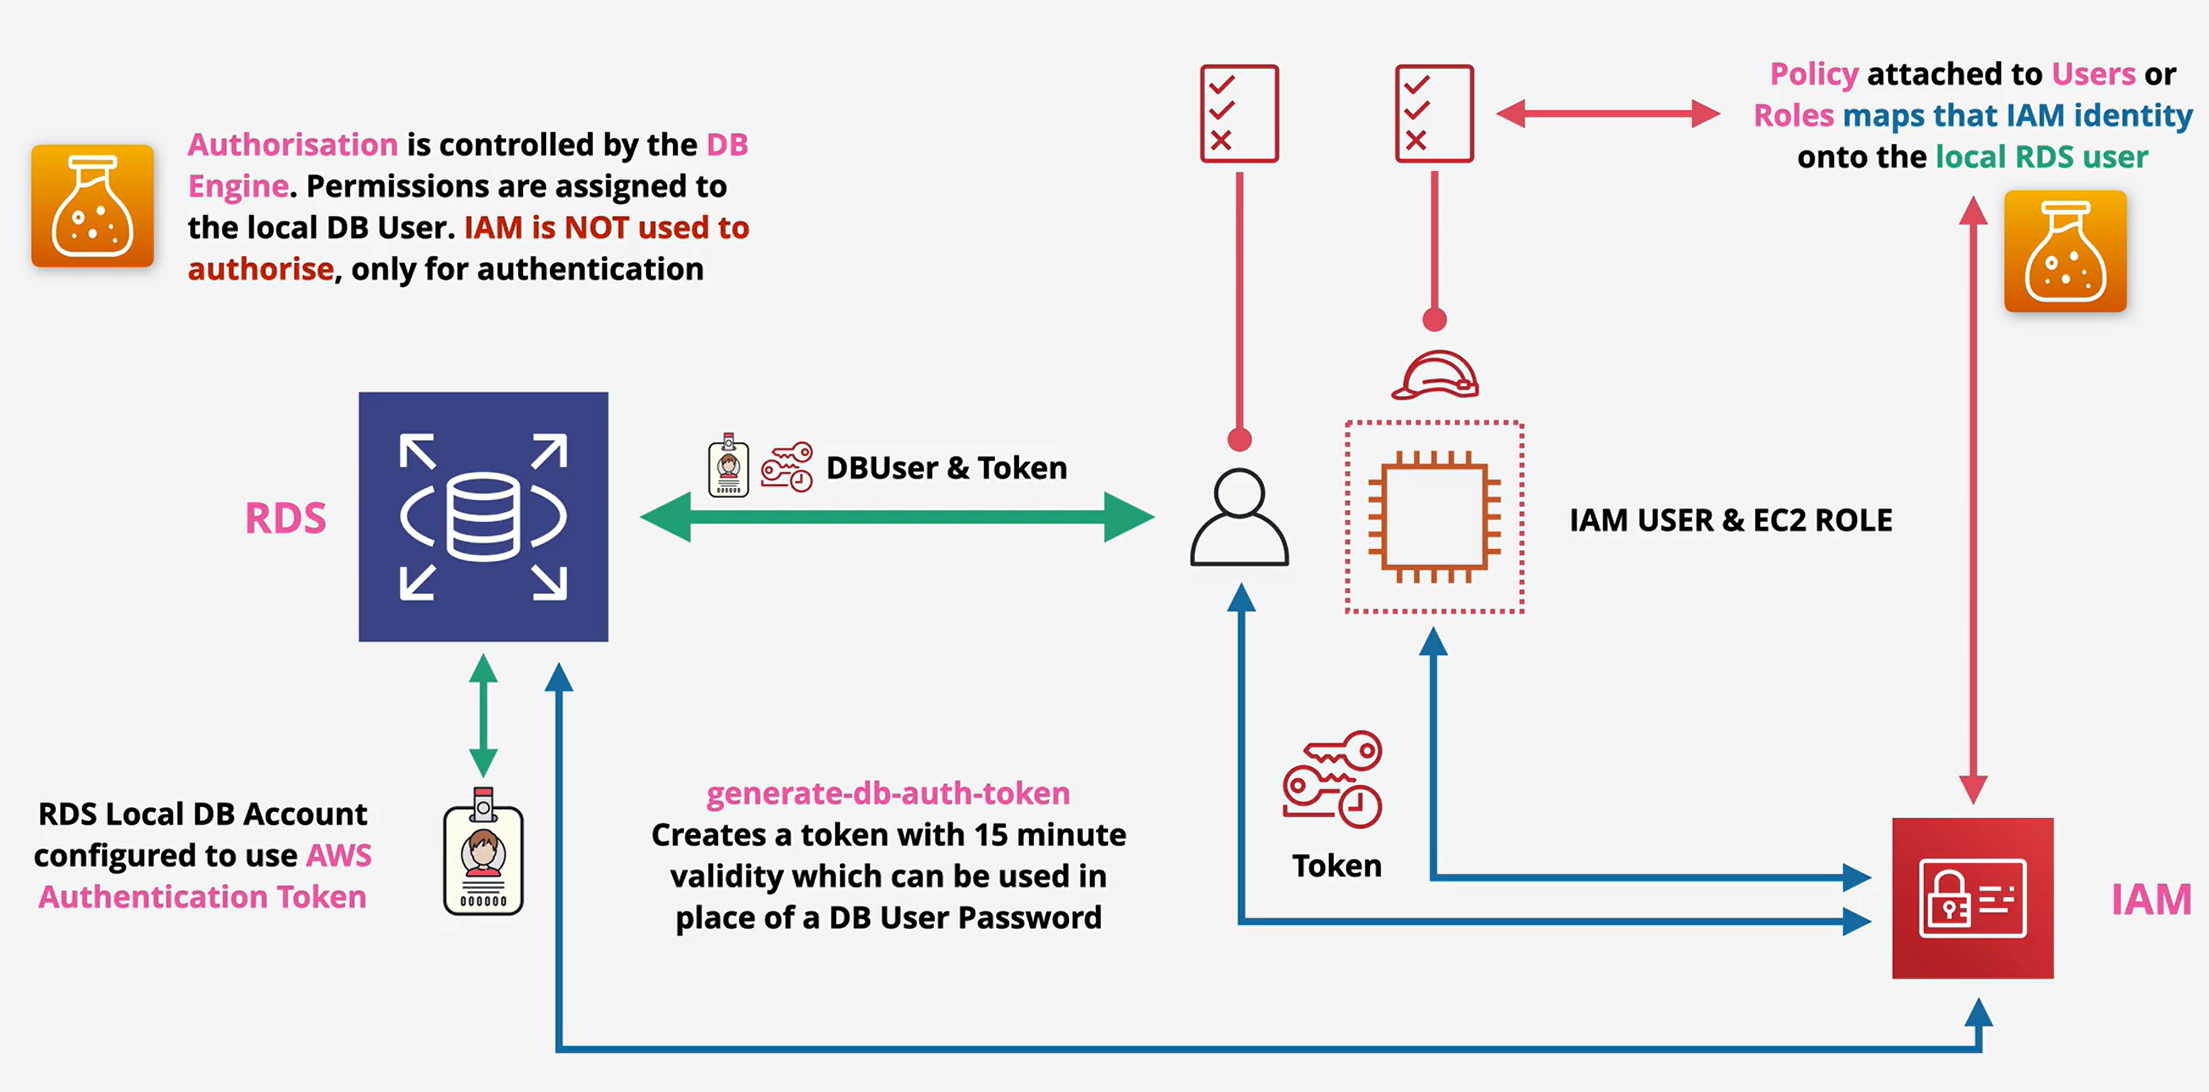 Policy attached to Users or
Roles maps that IAM identity
onto the local RDS user
Authorisation is controlled by the DB
Engine. Permissions are assigned to
the local DB User. IAM is NOT used to
authorise, only for authentication
DBUser & Token
RDS
IAM USER & EC2 ROLE
generate-db-auth-token
Creates a token with 15 minute
validity which can be used in
place of a DB User Password
RDS Local DB Account
configured to use AWS
Authentication Token
Token
IAM